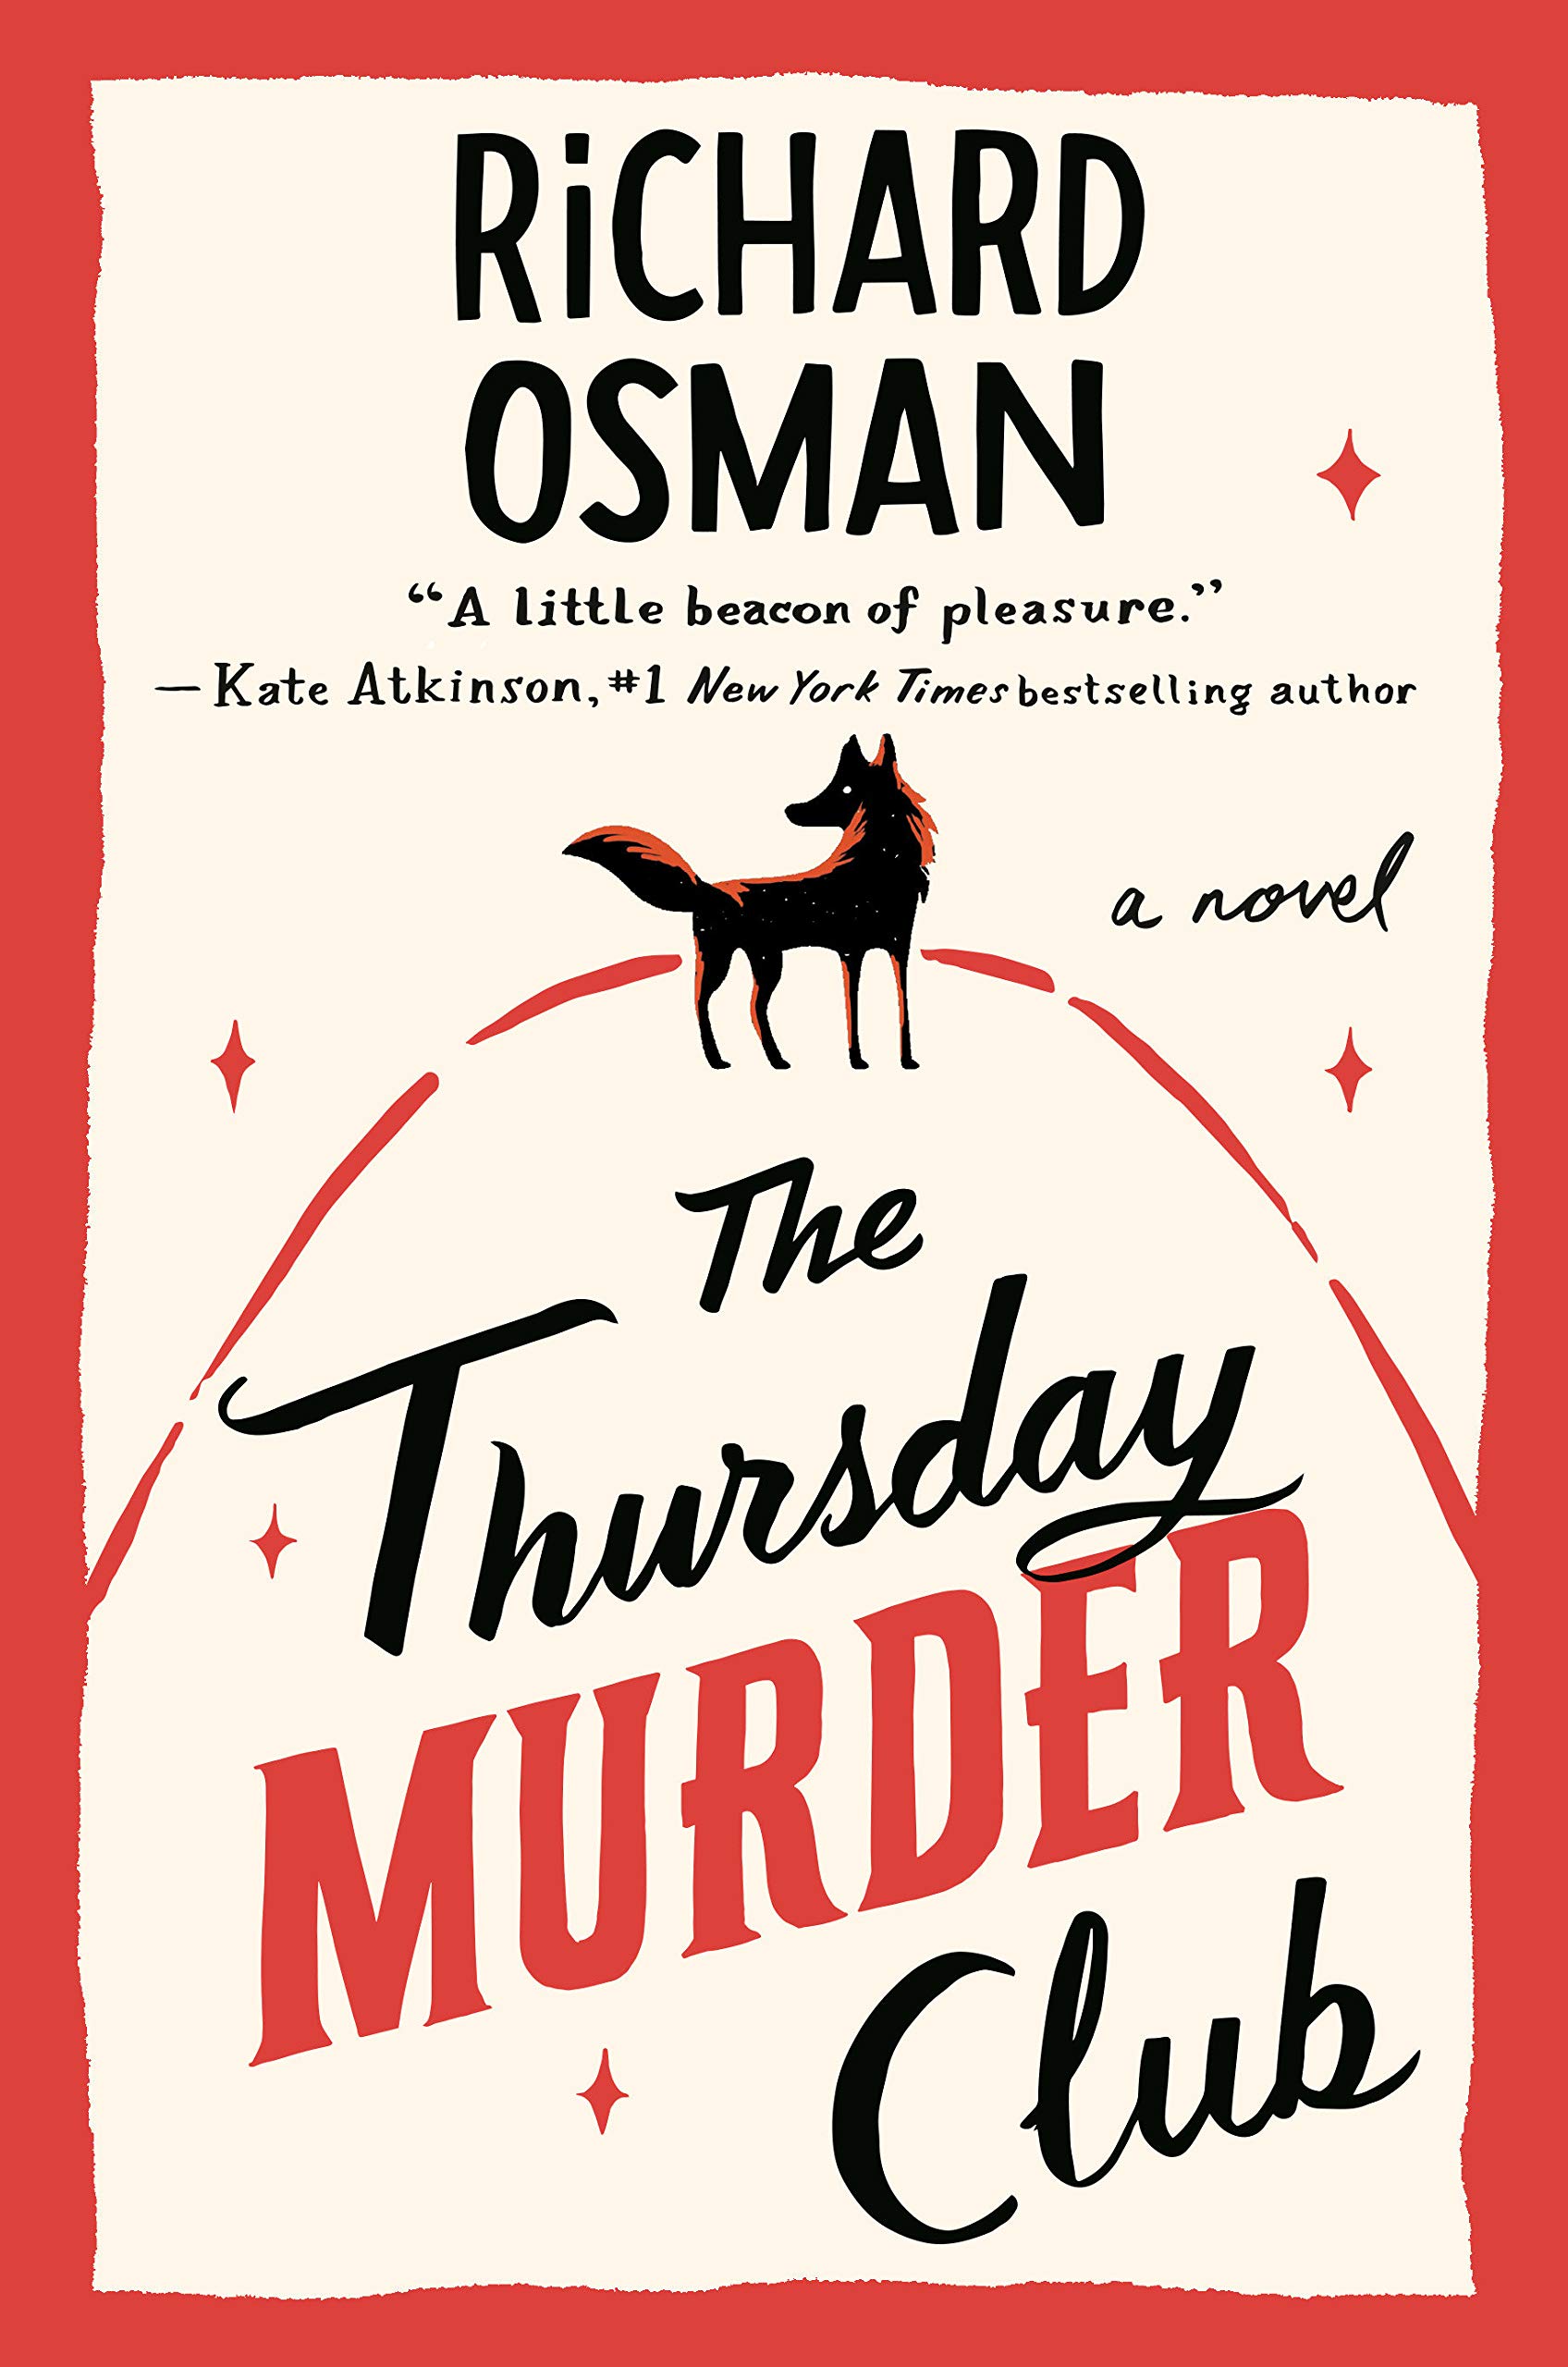 RiCHARD
OSMAN
“A little beacon of pleasure.”
—Kate Atkinson, #1 New York Times bestselling author
a novel
The
Thursday
MURDER
Club